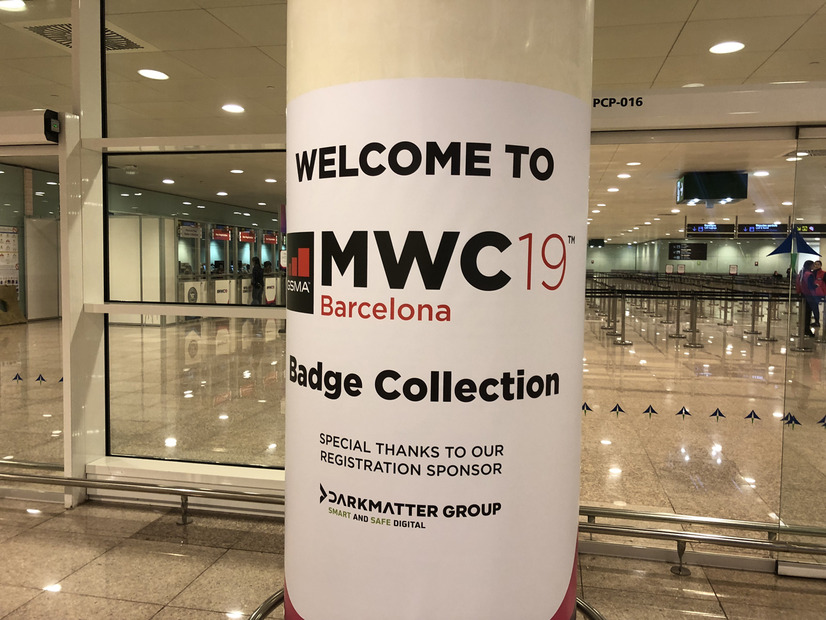 PCP-016
WELCOME TO
GSMA
MWC19™
Barcelona
Badge Collection
SPECIAL THANKS TO OUR
REGISTRATION SPONSOR
DARKMATTER GROUP
SMART AND SAFE DIGITAL